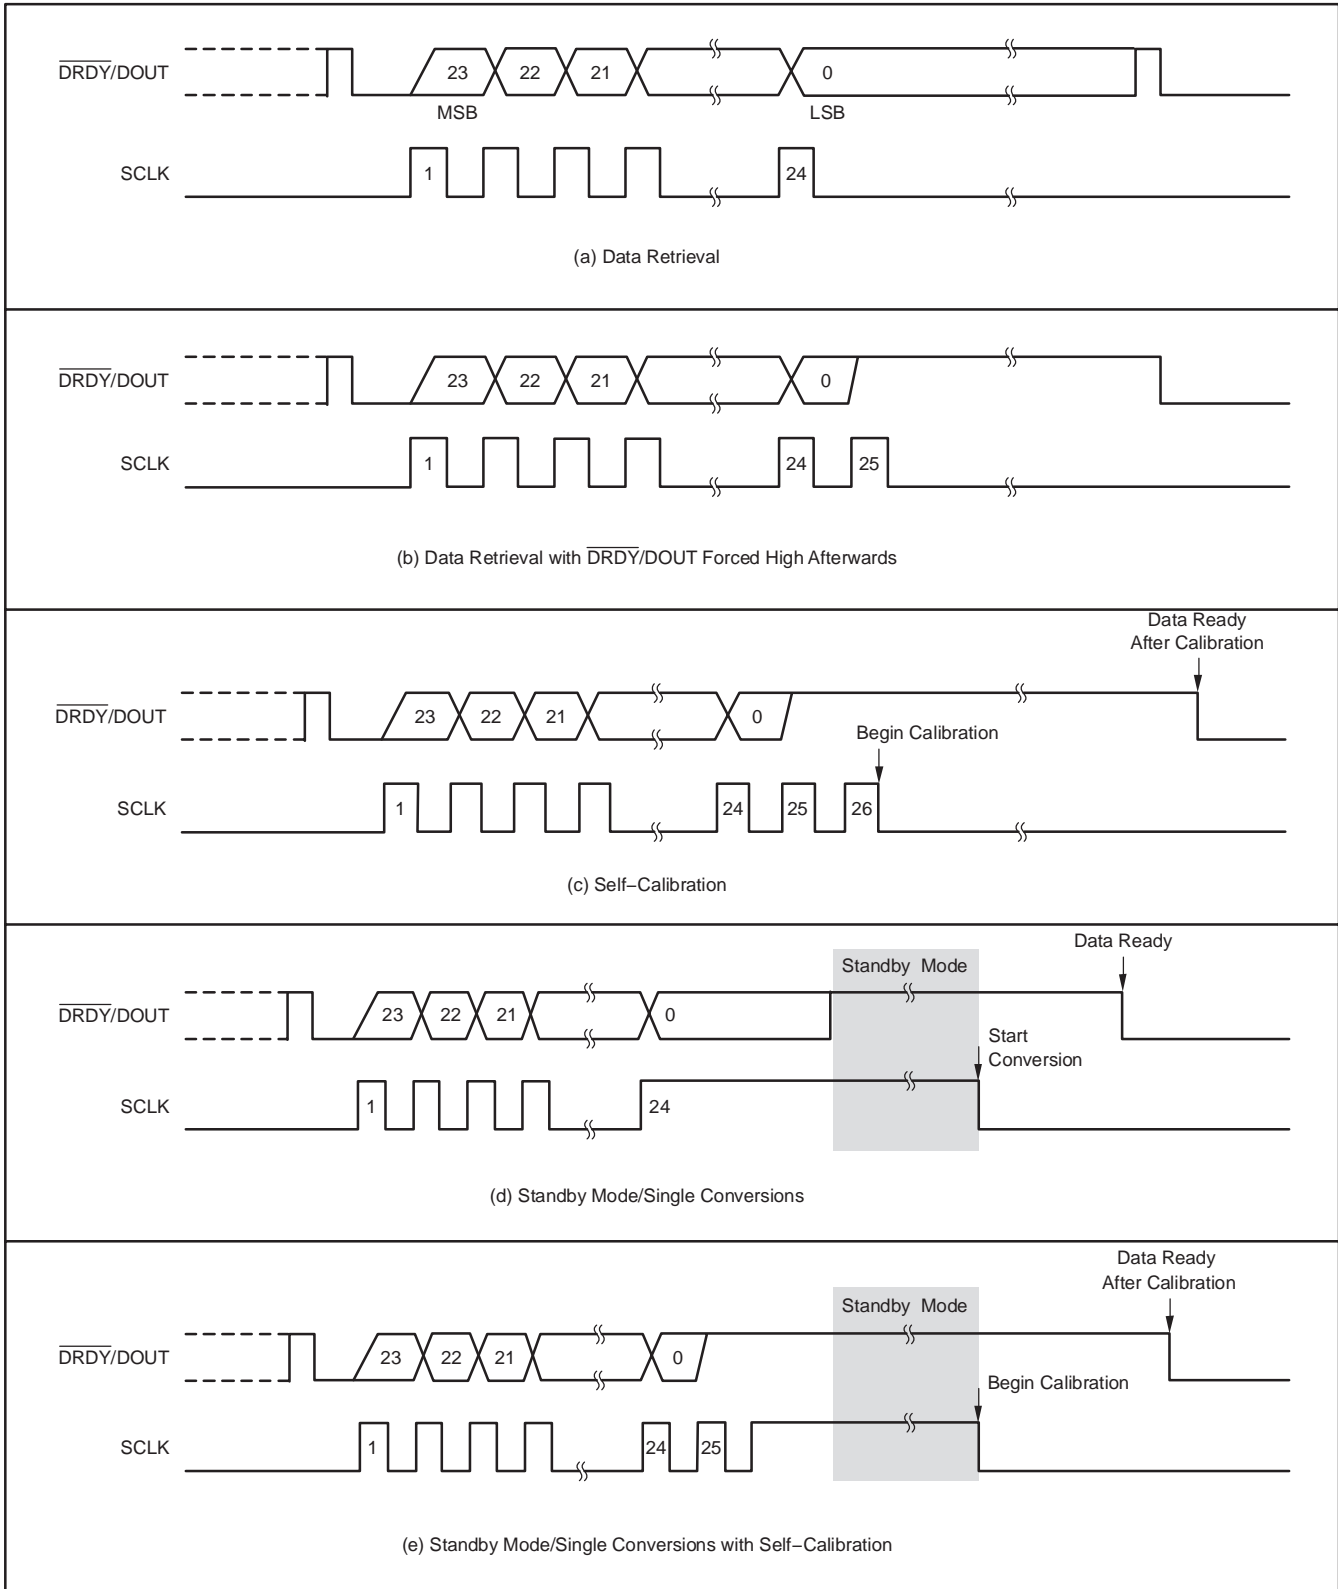 DRDY/DOUT 23 22 21 0
MSB LSB
SCLK 1 24
(a) Data Retrieval
DRDY/DOUT 23 22 21 0
SCLK 1 24 25
(b) Data Retrieval with DRDY/DOUT Forced High Afterwards
Data Ready
After Calibration
DRDY/DOUT 23 22 21 0
Begin Calibration
SCLK 1 24 25 26
(c) Self−Calibration
Data Ready
Standby Mode
DRDY/DOUT 23 22 21 0
Start
Conversion
SCLK 1 24
(d) Standby Mode/Single Conversions
Data Ready
After Calibration
Standby Mode
DRDY/DOUT 23 22 21 0
Begin Calibration
SCLK 1 24 25
(e) Standby Mode/Single Conversions with Self−Calibration